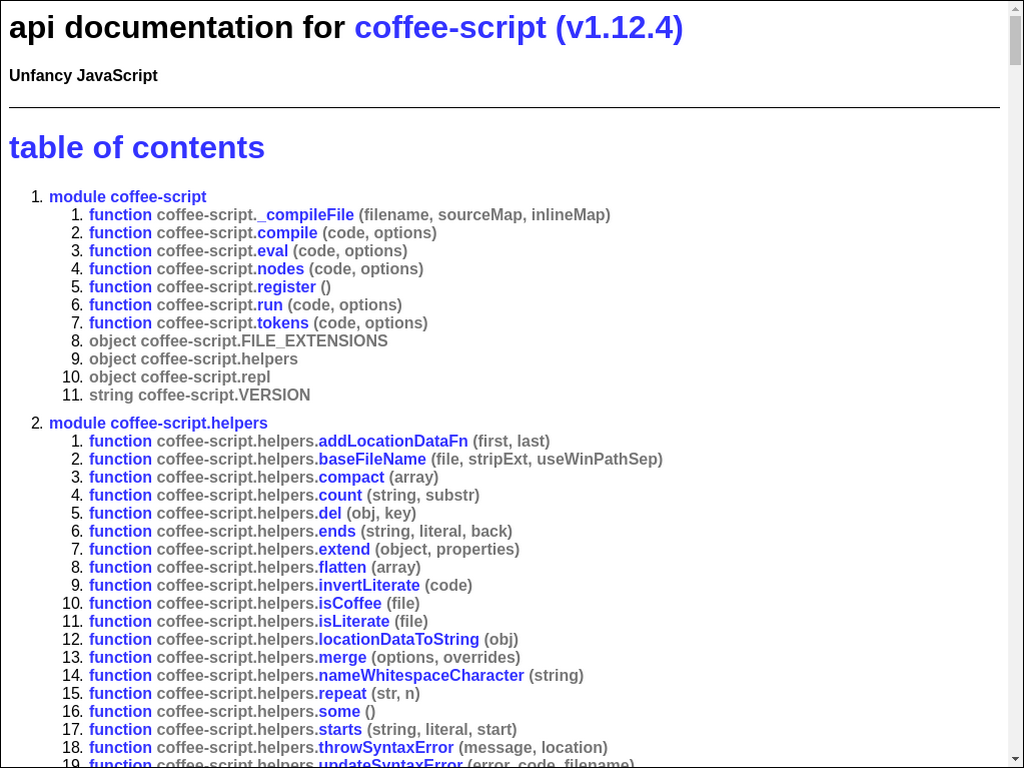 api documentation for coffee-script (v1.12.4)
Unfancy JavaScript
table of contents
1. module coffee-script
1. function coffee-script._compileFile (filename, sourceMap, inlineMap)
2. function coffee-script.compile (code, options)
3. function coffee-script.eval (code, options)
4. function coffee-script.nodes (code, options)
5. function coffee-script.register ()
6. function coffee-script.run (code, options)
7. function coffee-script.tokens (code, options)
8. object coffee-script.FILE_EXTENSIONS
9. object coffee-script.helpers
10. object coffee-script.repl
11. string coffee-script.VERSION
2. module coffee-script.helpers
1. function coffee-script.helpers.addLocationDataFn (first, last)
2. function coffee-script.helpers.baseFileName (file, stripExt, useWinPathSep)
3. function coffee-script.helpers.compact (array)
4. function coffee-script.helpers.count (string, substr)
5. function coffee-script.helpers.del (obj, key)
6. function coffee-script.helpers.ends (string, literal, back)
7. function coffee-script.helpers.extend (object, properties)
8. function coffee-script.helpers.flatten (array)
9. function coffee-script.helpers.invertLiterate (code)
10. function coffee-script.helpers.isCoffee (file)
11. function coffee-script.helpers.isLiterate (file)
12. function coffee-script.helpers.locationDataToString (obj)
13. function coffee-script.helpers.merge (options, overrides)
14. function coffee-script.helpers.nameWhitespaceCharacter (string)
15. function coffee-script.helpers.repeat (str, n)
16. function coffee-script.helpers.some ()
17. function coffee-script.helpers.starts (string, literal, start)
18. function coffee-script.helpers.throwSyntaxError (message, location)
19. function coffee-script.helpers.updateSyntaxError (error, code, filename)